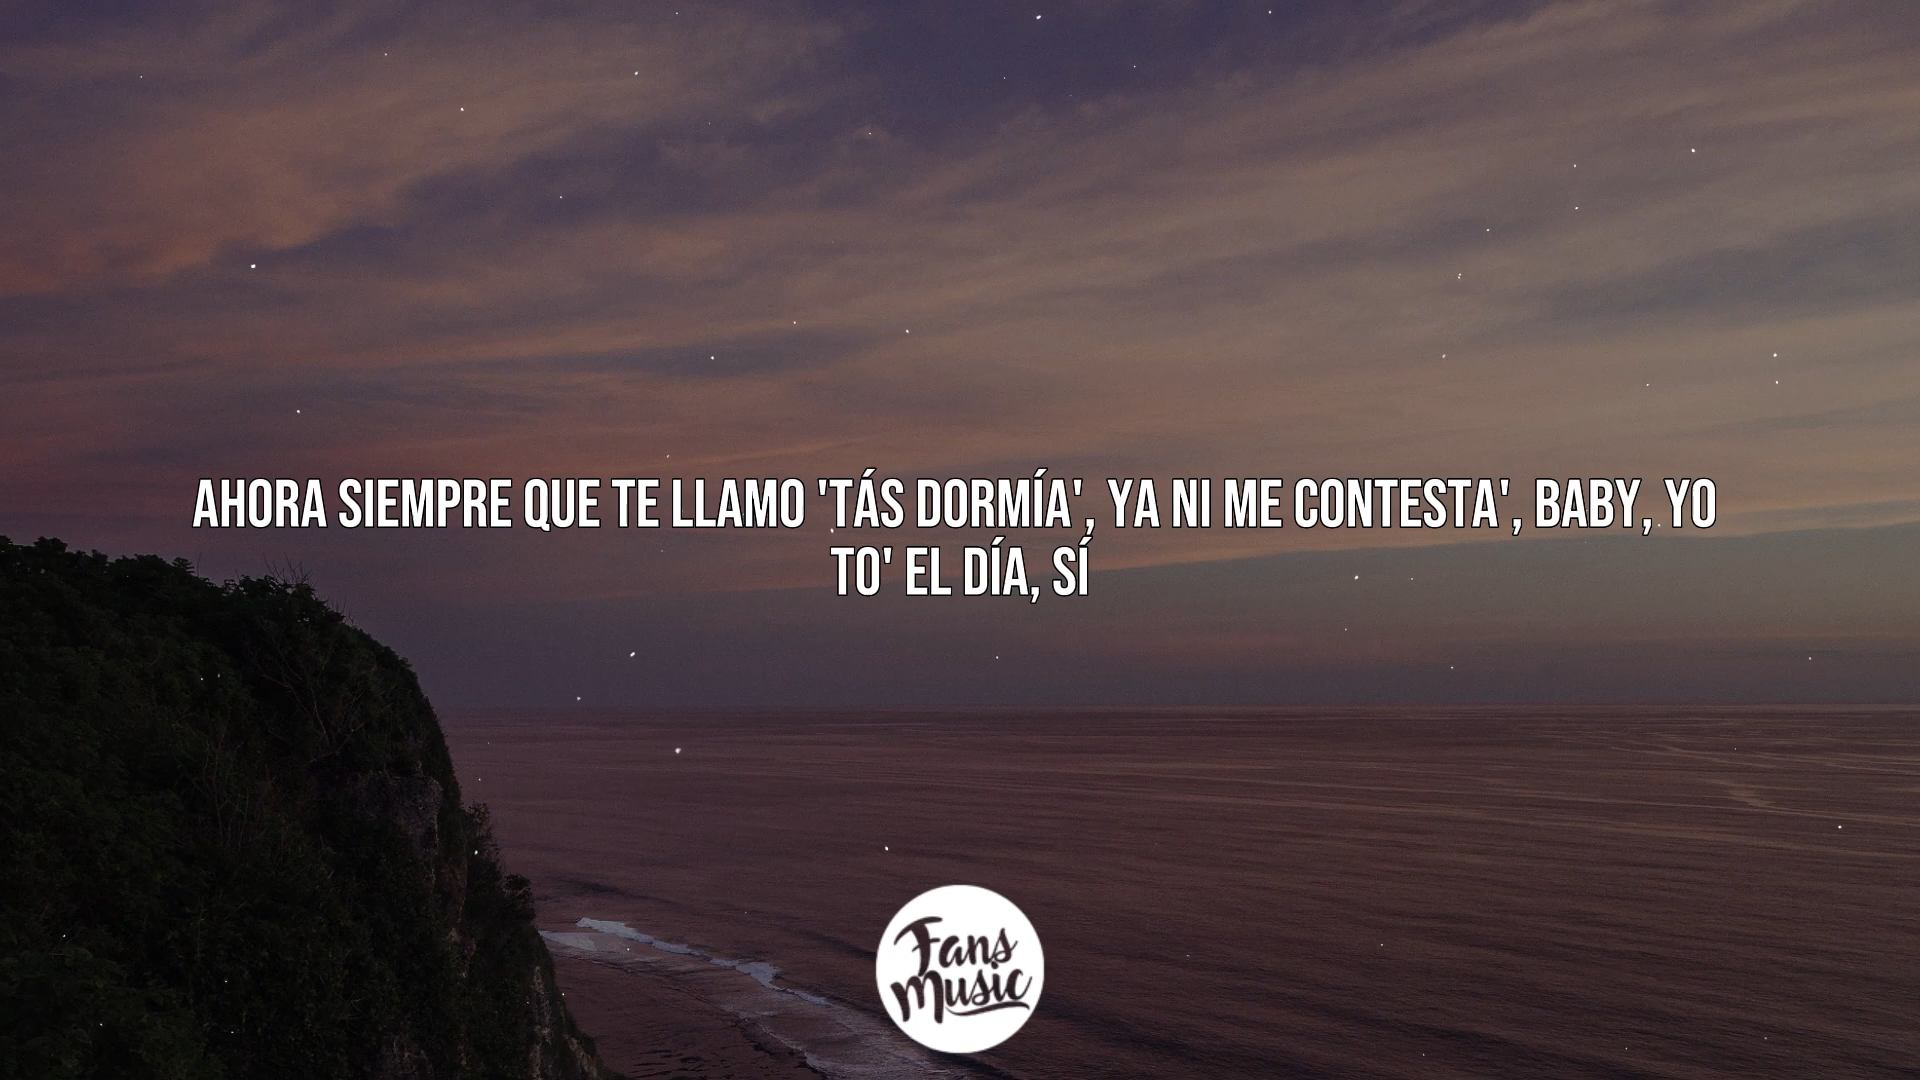 AHORA SIEMPRE QUE TE LLAMO 'TÁS DORMÍA', YA NI ME CONTESTA', BABY, YO
TO' EL DÍA, SÍ
Fans
Music